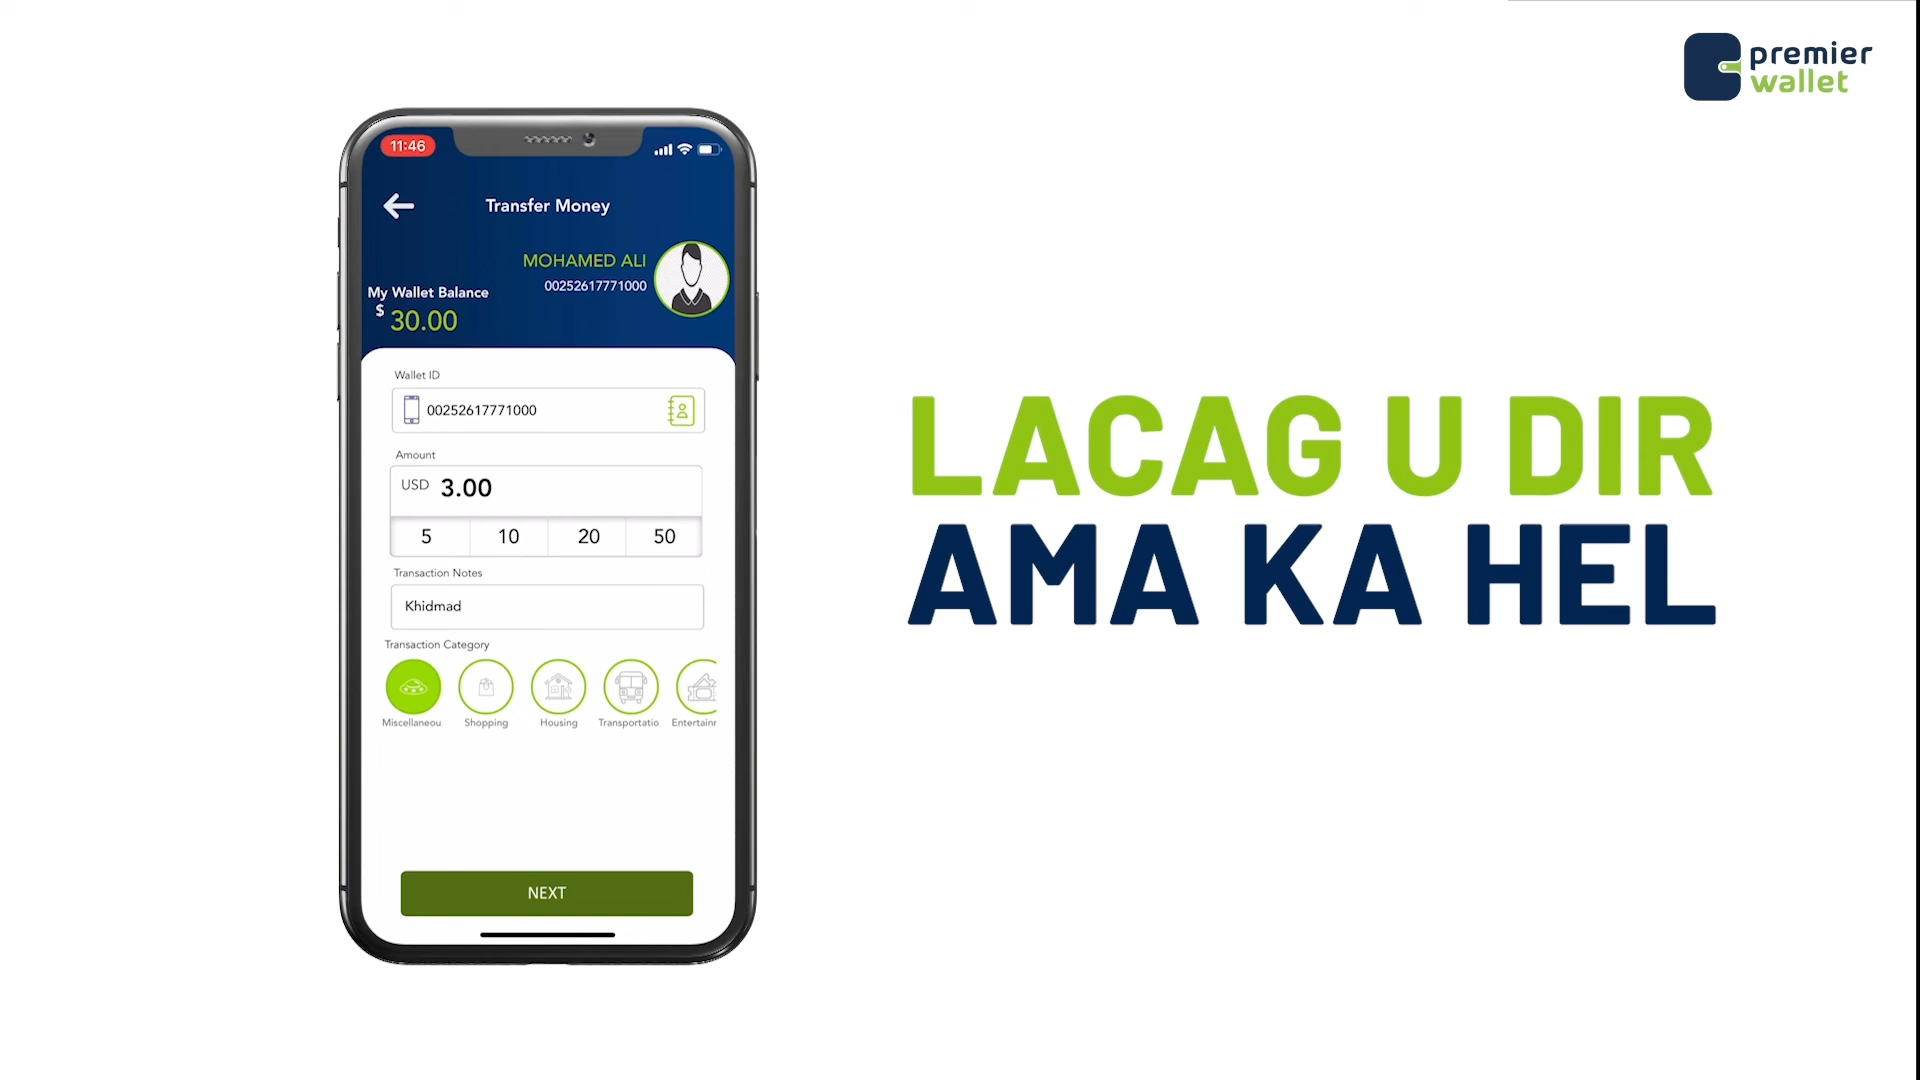 premier
wallet
11:46
Transfer Money
MOHAMED ALI
00252617771000
My Wallet Balance
$ 30.00
Wallet ID
00252617771000
Amount
USD 3.00
5 10 20 50
Transaction Notes
Khidmad
Transaction Category
Miscellaneou Shopping Housing Transportatio Entertainr
NEXT
LACAG U DIR
AMA KA HEL